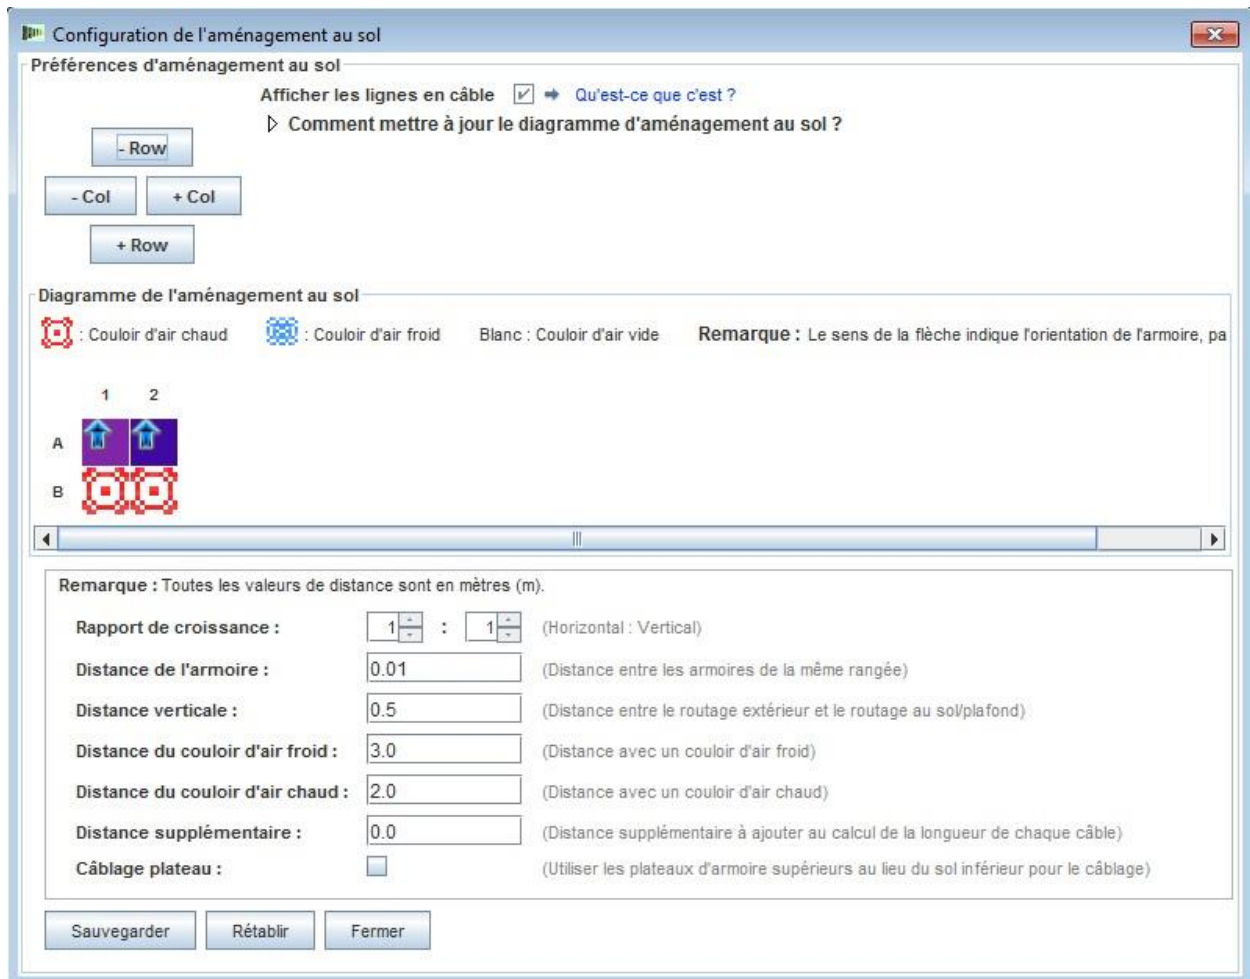 Configuration de l'aménagement au sol
Préférences d'aménagement au sol
Afficher les lignes en câble Qu'est-ce que c'est ?
Comment mettre à jour le diagramme d'aménagement au sol ?
- Row
- Col + Col
+ Row
Diagramme de l'aménagement au sol
: Couloir d'air chaud : Couloir d'air froid Blanc : Couloir d'air vide Remarque : Le sens de la flèche indique l'orientation de l'armoire, pa
1 2
A
B
Remarque : Toutes les valeurs de distance sont en mètres (m).
Rapport de croissance : 1 : 1 (Horizontal : Vertical)
Distance de l'armoire : 0.01 (Distance entre les armoires de la même rangée)
Distance verticale : 0.5 (Distance entre le routage extérieur et le routage au sol/plafond)
Distance du couloir d'air froid : 3.0 (Distance avec un couloir d'air froid)
Distance du couloir d'air chaud : 2.0 (Distance avec un couloir d'air chaud)
Distance supplémentaire : 0.0 (Distance supplémentaire à ajouter au calcul de la longueur de chaque câble)
Câblage plateau : (Utiliser les plateaux d'armoire supérieurs au lieu du sol inférieur pour le câblage)
Sauvegarder Rétablir Fermer